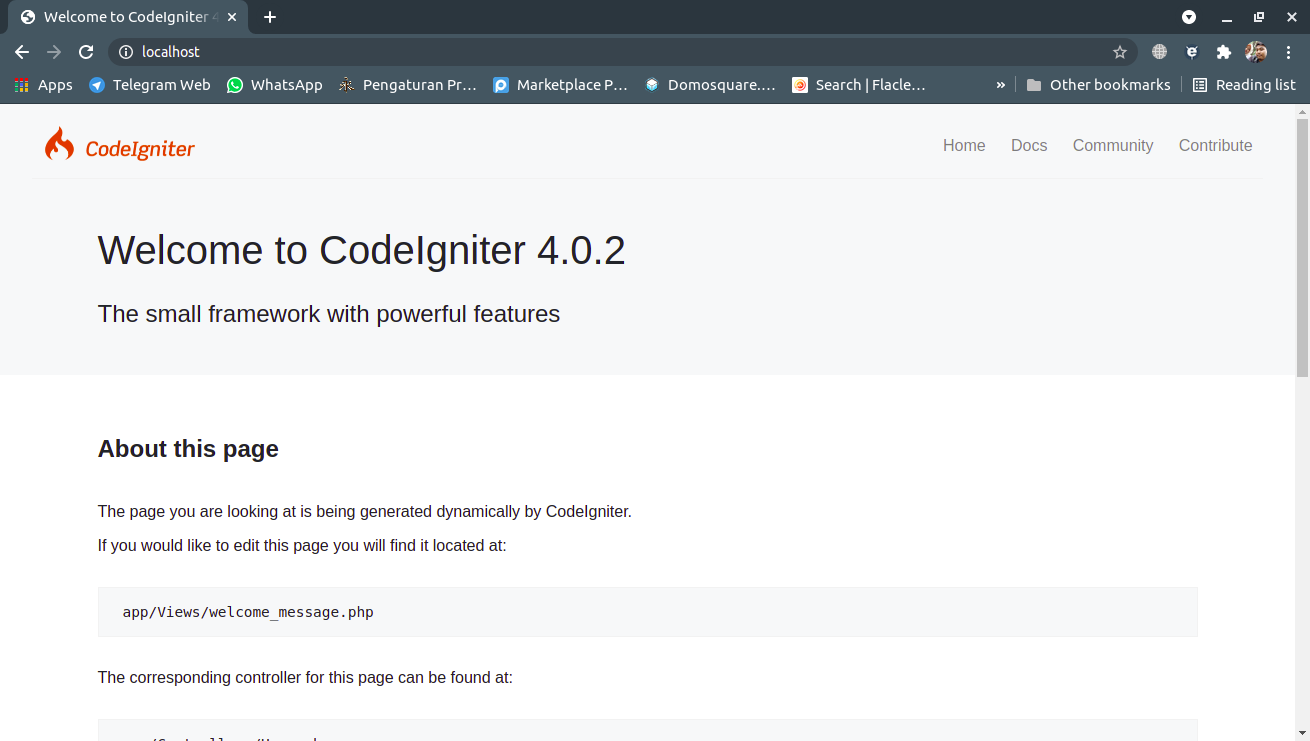 Welcome to CodeIgniter 4
localhost
Apps Telegram Web WhatsApp Pengaturan Pr... Marketplace P... Domosquare.... Search | Flacle... » Other bookmarks Reading list
CodeIgniter Home Docs Community Contribute
Welcome to CodeIgniter 4.0.2
The small framework with powerful features
About this page
The page you are looking at is being generated dynamically by CodeIgniter.
If you would like to edit this page you will find it located at:
app/Views/welcome_message.php
The corresponding controller for this page can be found at: